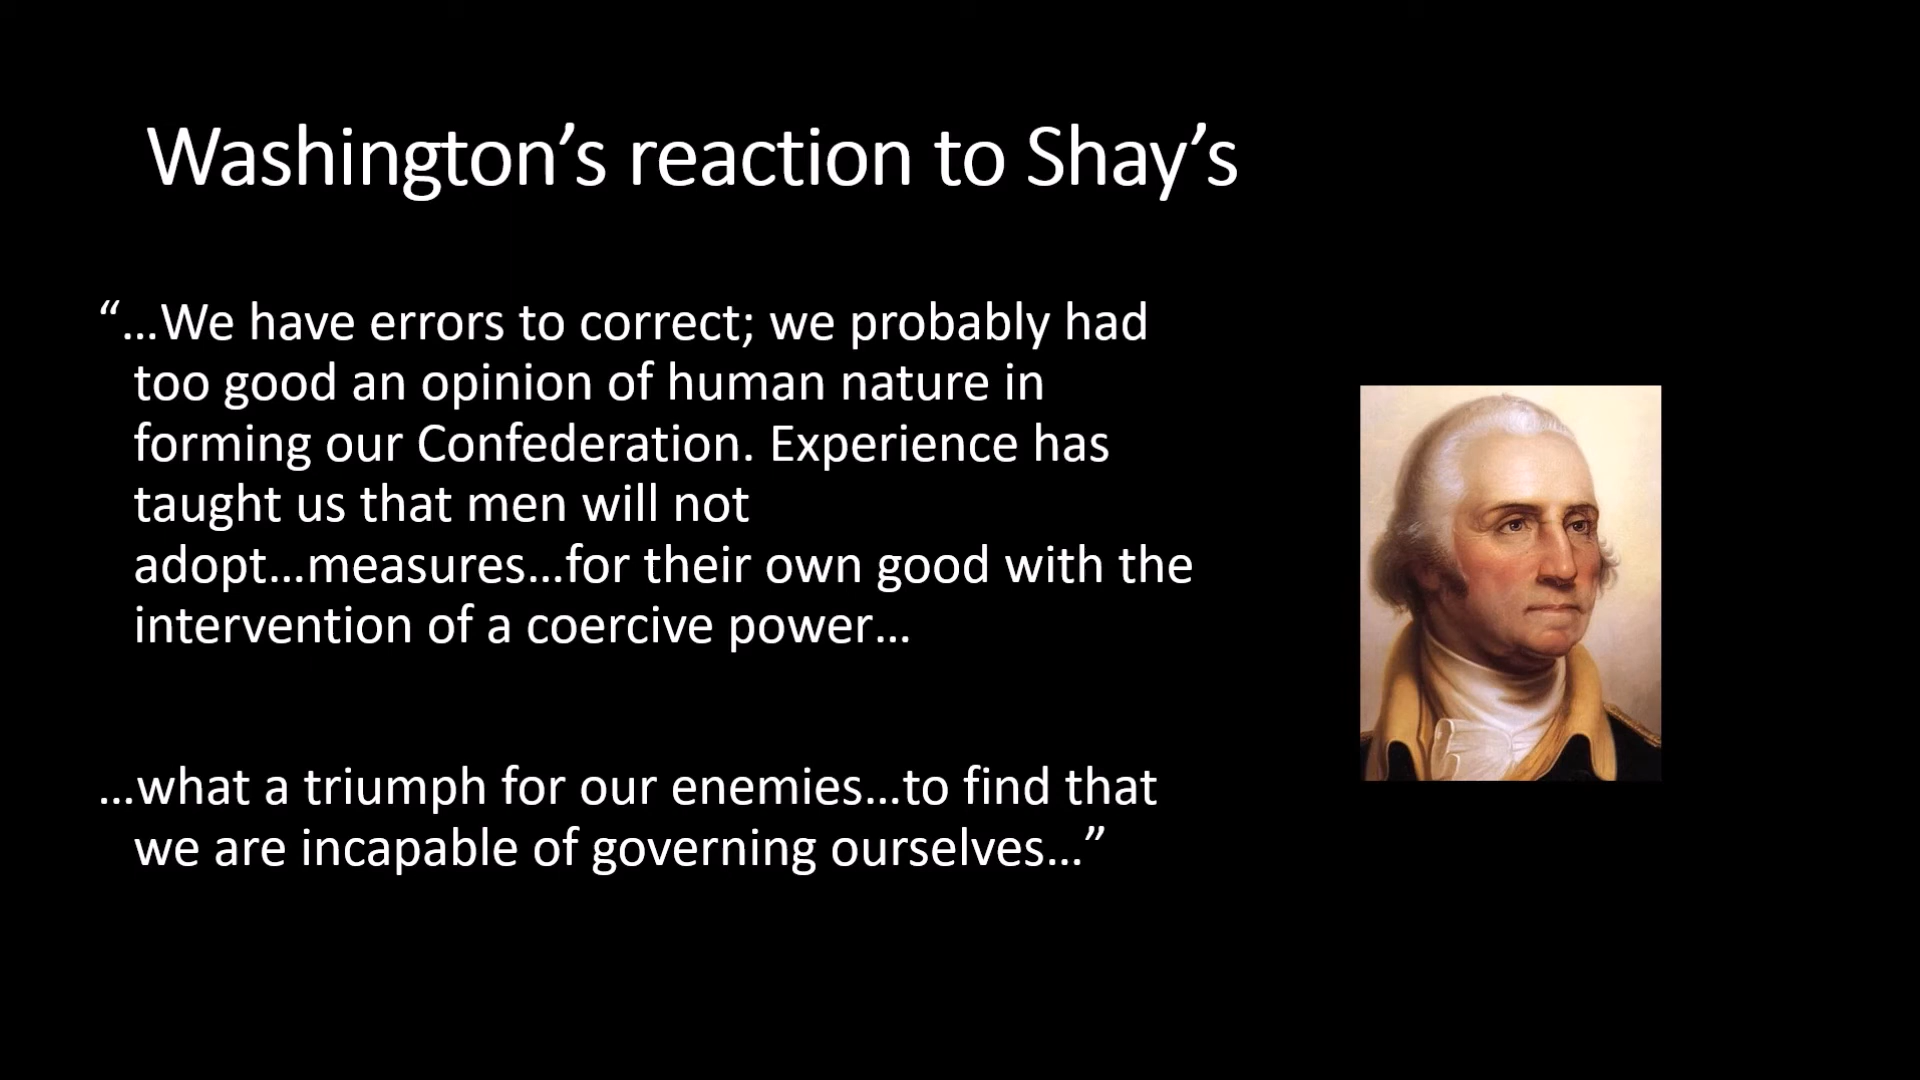 Washington’s reaction to Shay’s
“…We have errors to correct; we probably had
too good an opinion of human nature in
forming our Confederation. Experience has
taught us that men will not
adopt…measures…for their own good with the
intervention of a coercive power…
…what a triumph for our enemies…to find that
we are incapable of governing ourselves…”